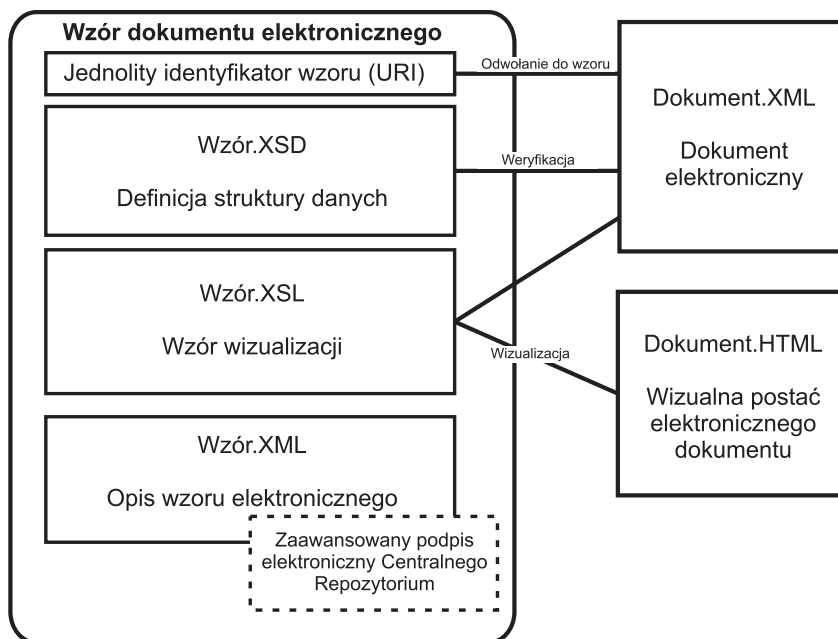 Wzór dokumentu elektronicznego
Jednolity identyfikator wzoru (URI)
Wzór.XSD
Definicja struktury danych
Wzór.XSL
Wzór wizualizacji
Wzór.XML
Opis wzoru elektronicznego
Zaawansowany podpis
elektroniczny Centralnego
Repozytorium
Odwołanie do wzoru
Weryfikacja
Wizualizacja
Dokument.XML
Dokument
elektroniczny
Dokument.HTML
Wizualna postać
elektronicznego
dokumentu